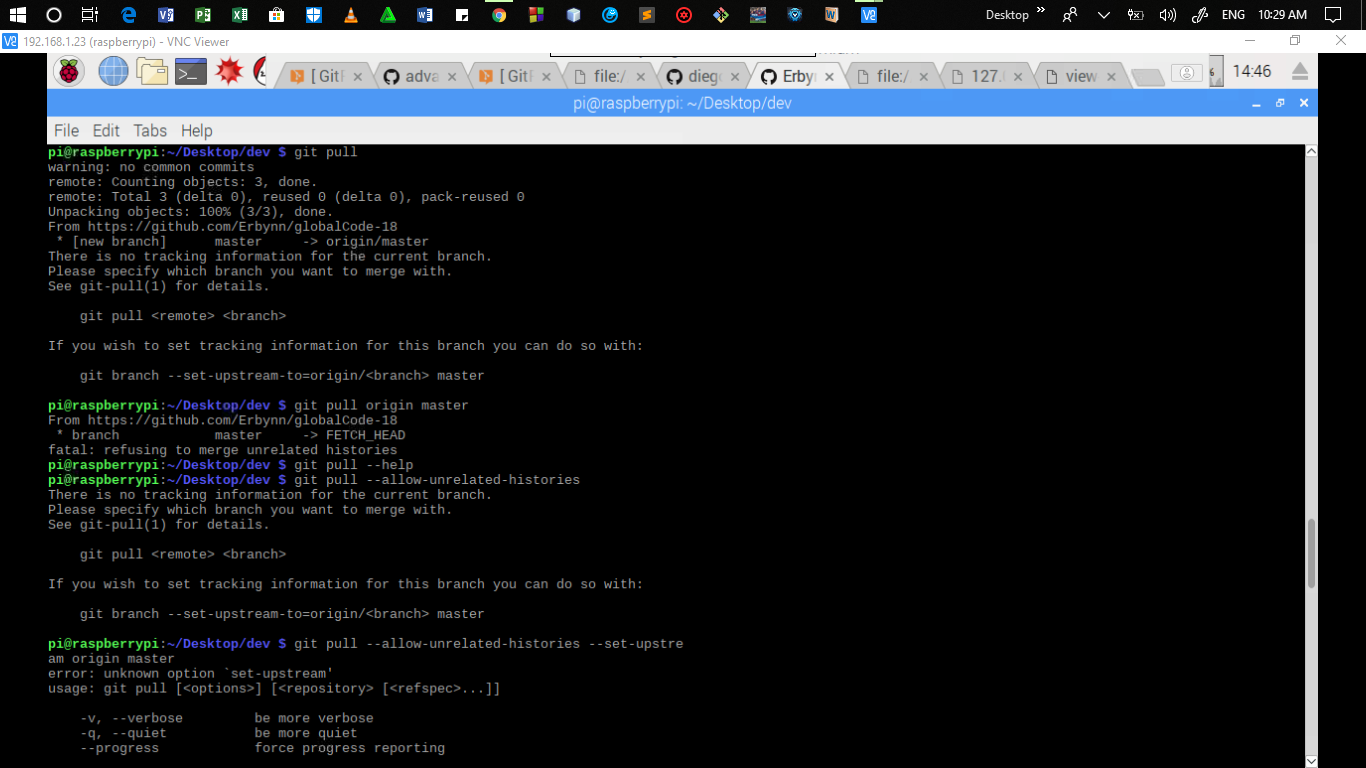 Desktop
ENG
10:29 AM
192.168.1.23 (raspberrypi) - VNC Viewer
[ Git
adva
[ Git
file:/
dieg
Erby
file:/
127.
view
14:46
pi@raspberrypi: ~/Desktop/dev
File Edit Tabs Help
pi@raspberrypi:~/Desktop/dev $ git pull
warning: no common commits
remote: Counting objects: 3, done.
remote: Total 3 (delta 0), reused 0 (delta 0), pack-reused 0
Unpacking objects: 100% (3/3), done.
From https://github.com/Erbynn/globalCode-18
 * [new branch]      master     -> origin/master
There is no tracking information for the current branch.
Please specify which branch you want to merge with.
See git-pull(1) for details.
    git pull <remote> <branch>
If you wish to set tracking information for this branch you can do so with:
    git branch --set-upstream-to=origin/<branch> master
pi@raspberrypi:~/Desktop/dev $ git pull origin master
From https://github.com/Erbynn/globalCode-18
 * branch            master     -> FETCH_HEAD
fatal: refusing to merge unrelated histories
pi@raspberrypi:~/Desktop/dev $ git pull --help
pi@raspberrypi:~/Desktop/dev $ git pull --allow-unrelated-histories
There is no tracking information for the current branch.
Please specify which branch you want to merge with.
See git-pull(1) for details.
    git pull <remote> <branch>
If you wish to set tracking information for this branch you can do so with:
    git branch --set-upstream-to=origin/<branch> master
pi@raspberrypi:~/Desktop/dev $ git pull --allow-unrelated-histories --set-upstre
am origin master
error: unknown option `set-upstream'
usage: git pull [<options>] [<repository> [<refspec>...]]
    -v, --verbose         be more verbose
    -q, --quiet           be more quiet
    --progress            force progress reporting